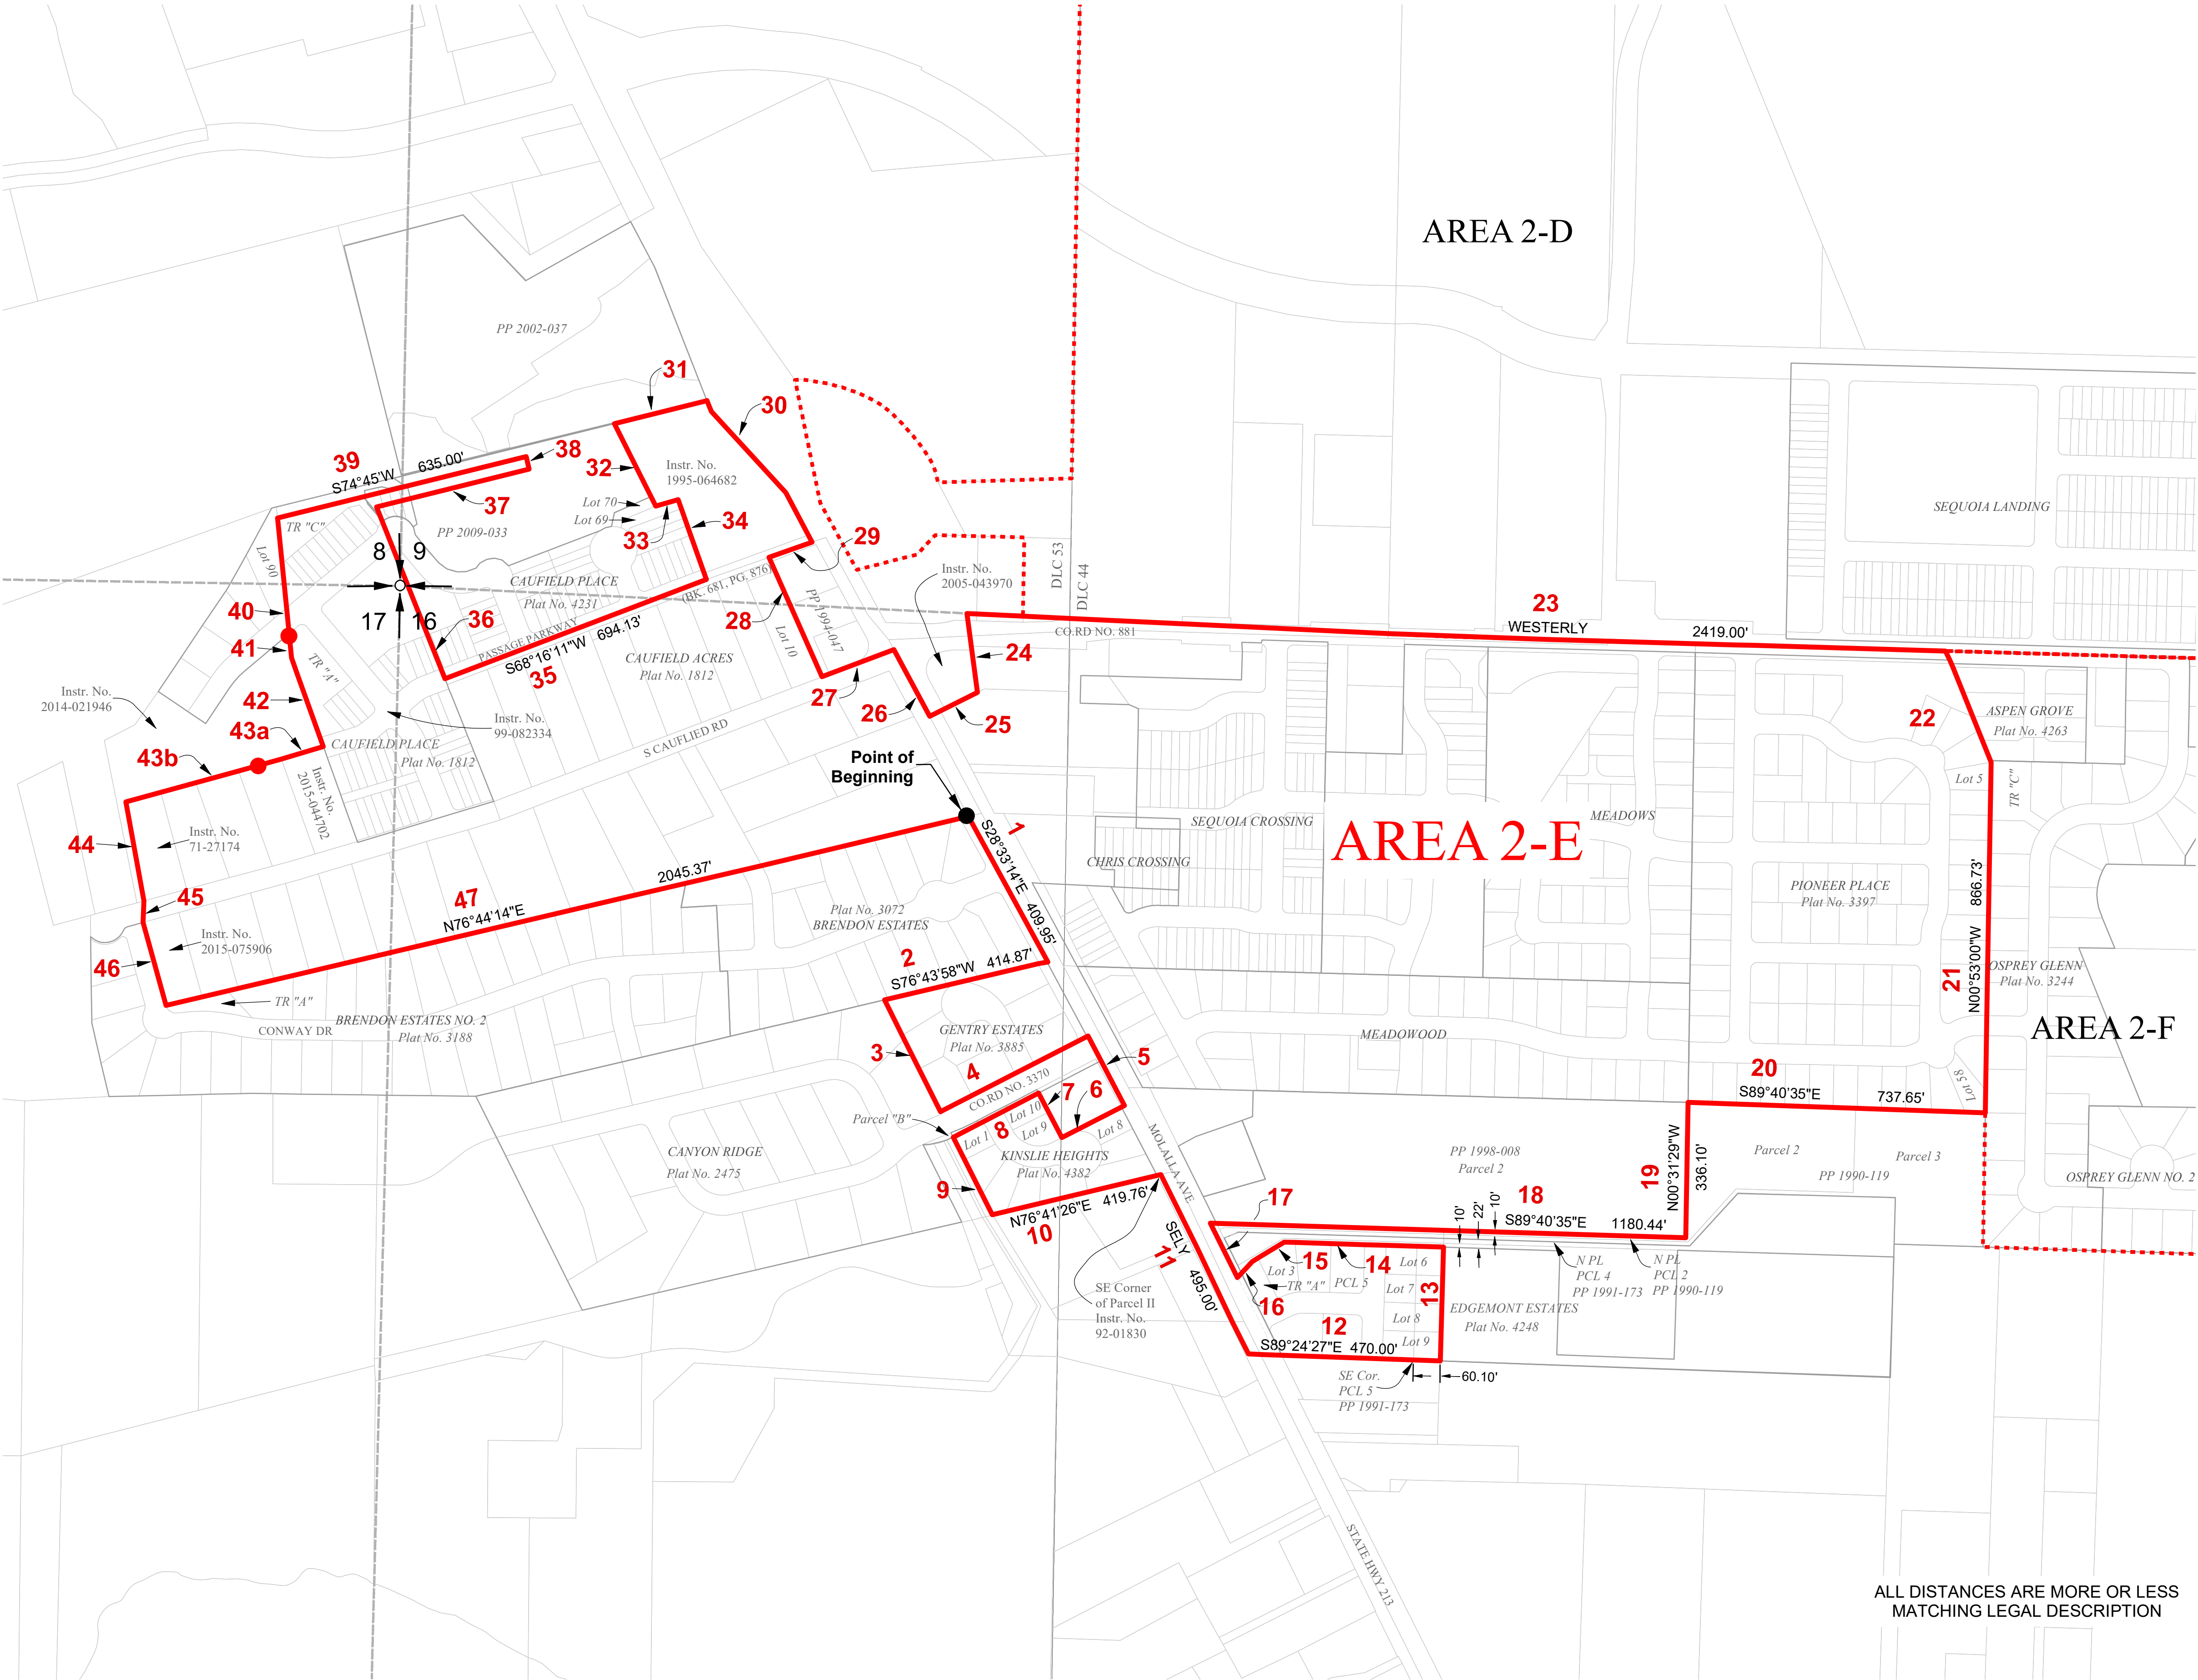 AREA 2-D
PP 2002-037
31
30
39
S74°45'W 635.00'
38
32
Instr. No.
1995-064682
37
Lot 70
Lot 69
34
33
TR "C"
PP 2009-033
29
SEQUOIA LANDING
Lot 90
8
9
17
16
CAUFIELD PLACE
Plat No. 4231
(BK. 681, PG. 876)
Instr. No.
2005-043970
DLC 53
DLC 44
PP 1994-047
28
Lot 10
40
41
36
PASSAGE PARKWAY
S68°16'11"W 694.13'
35
CAUFIELD ACRES
Plat No. 1812
23
WESTERLY 2419.00'
CO.RD NO. 881
24
TR "A"
42
Instr. No.
2014-021946
43a
43b
Instr. No.
99-082334
CAUFIELD PLACE
Plat No. 1812
S CAUFLIED RD
27
26
25
22
ASPEN GROVE
Plat No. 4263
Lot 5
TR "C"
Point of
Beginning
Instr. No.
2015-044702
Instr. No.
71-27174
44
1
S28°33'14"E 409.95'
SEQUOIA CROSSING
AREA 2-E
MEADOWS
CHRIS CROSSING
PIONEER PLACE
Plat No. 3397
21
N00°53'00"W 866.73'
45
47
N76°44'14"E
2045.37'
Plat No. 3072
BRENDON ESTATES
Instr. No.
2015-075906
46
TR "A"
2
S76°43'58"W 414.87'
OSPREY GLENN
Plat No. 3244
AREA 2-F
CONWAY DR
BRENDON ESTATES NO. 2
Plat No. 3188
GENTRY ESTATES
Plat No. 3885
MEADOWOOD
3
4
CO.RD NO. 3370
5
7
6
20
S89°40'35"E 737.65'
Lot 58
Parcel "B"
Lot 1
8
Lot 10
Lot 9
Lot 8
KINSLIE HEIGHTS
Plat No. 4382
MOLALLA AVE
CANYON RIDGE
Plat No. 2475
9
N76°41'26"E 419.76'
10
PP 1998-008
Parcel 2
19
N00°31'29"W
336.10'
Parcel 2
PP 1990-119
Parcel 3
OSPREY GLENN NO. 2
17
18
S89°40'35"E 1180.44'
10'
22'
10'
SELY 495.00'
11
15
14
Lot 6
Lot 3
TR "A"
PCL 5
Lot 7
13
16
N PL
PCL 4
PP 1991-173
N PL
PCL 2
PP 1990-119
SE Corner
of Parcel II
Instr. No.
92-01830
EDGEMONT ESTATES
Plat No. 4248
12
Lot 8
Lot 9
S89°24'27"E 470.00'
60.10'
SE Cor.
PCL 5
PP 1991-173
STATE HWY 213
ALL DISTANCES ARE MORE OR LESS
MATCHING LEGAL DESCRIPTION